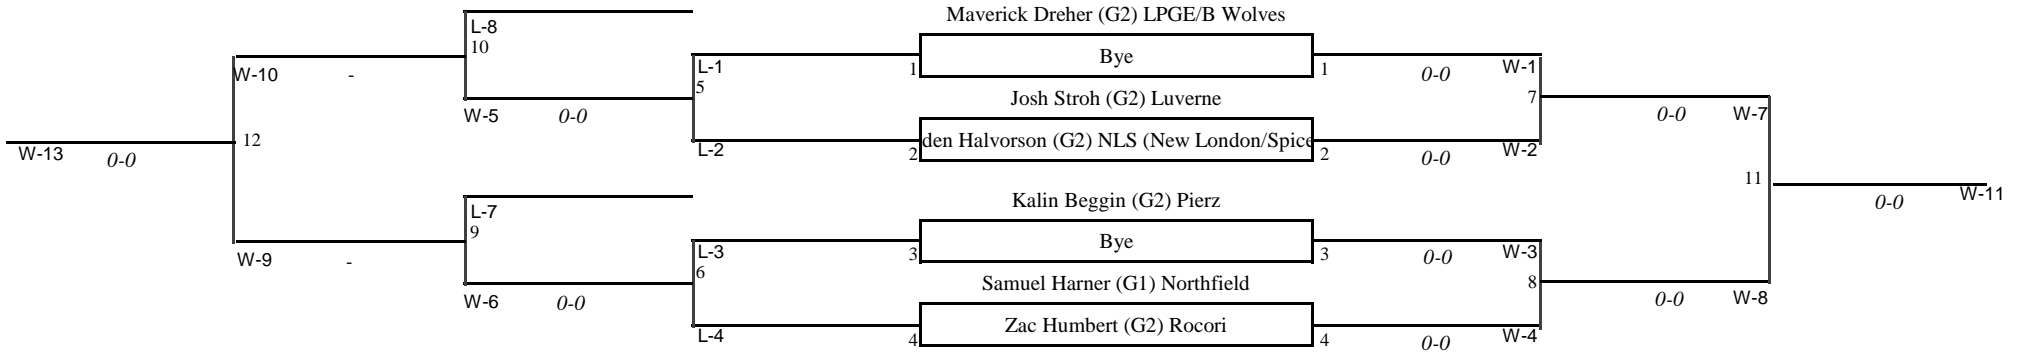 Maverick Dreher (G2) LPGE/B Wolves
L-8
10
W-10
-
L-1
5
1
Bye
1
0-0
W-1
W-5
0-0
Josh Stroh (G2) Luverne
7
0-0
W-7
12
W-13
0-0
L-2
2
den Halvorson (G2) NLS (New London/Spice
2
0-0
W-2
11
0-0
W-11
Kalin Beggin (G2) Pierz
L-7
9
W-9
-
L-3
6
3
Bye
3
0-0
W-3
W-6
0-0
Samuel Harner (G1) Northfield
8
0-0
W-8
L-4
4
Zac Humbert (G2) Rocori
4
0-0
W-4